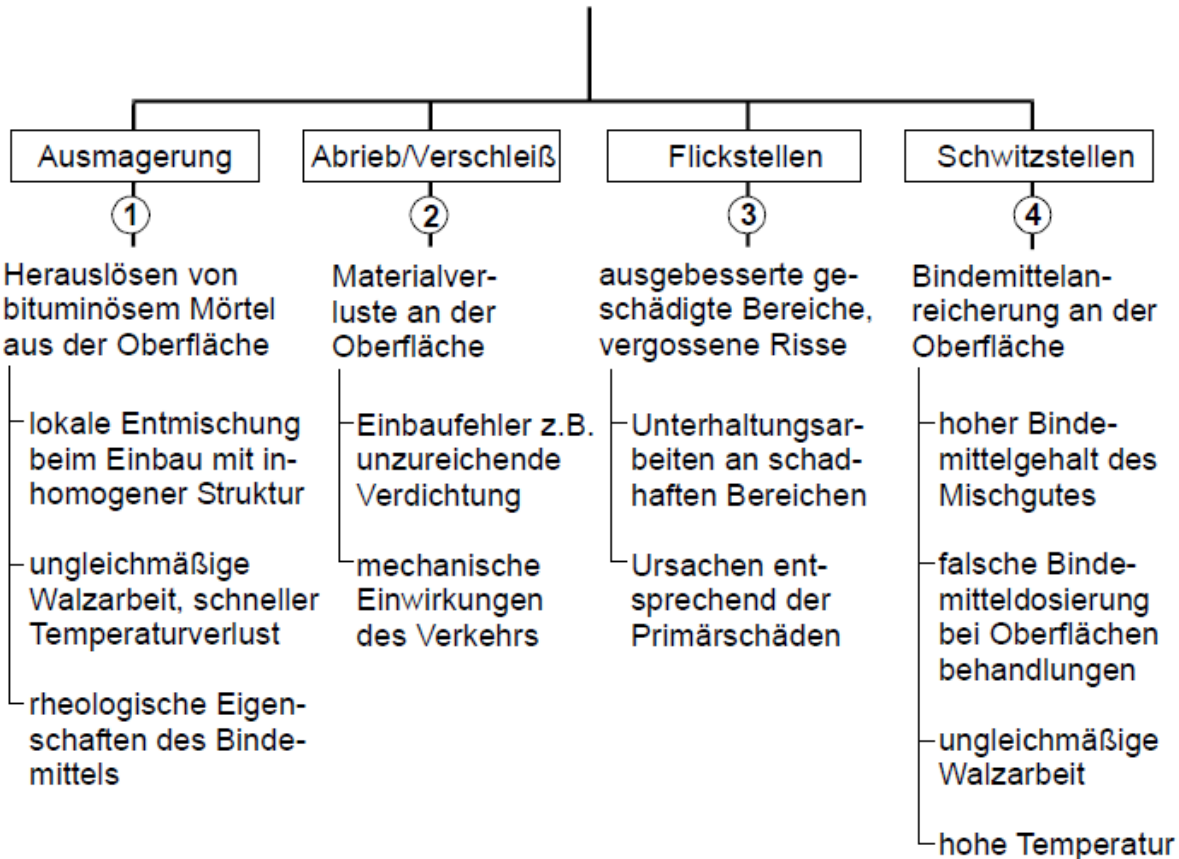 Ausmagerung
Abrieb/Verschleiß
Flickstellen
Schwitzstellen
1
2
3
4
Herauslösen von
bituminösem Mörtel
aus der Oberfläche
lokale Entmischung
beim Einbau mit in-
homogener Struktur
ungleichmäßige
Walzarbeit, schneller
Temperaturverlust
rheologische Eigen-
schaften des Binde-
mittels
Materialver-
luste an der
Oberfläche
Einbaufehler z.B.
unzureichende
Verdichtung
mechanische
Einwirkungen
des Verkehrs
ausgebesserte ge-
schädigte Bereiche,
vergossene Risse
Unterhaltungsar-
beiten an schad-
haften Bereichen
Ursachen ent-
sprechend der
Primärschäden
Bindemittelan-
reicherung an der
Oberfläche
hoher Binde-
mittelgehalt des
Mischgutes
falsche Binde-
mitteldosierung
bei Oberflächen
behandlungen
ungleichmäßige
Walzarbeit
hohe Temperatur